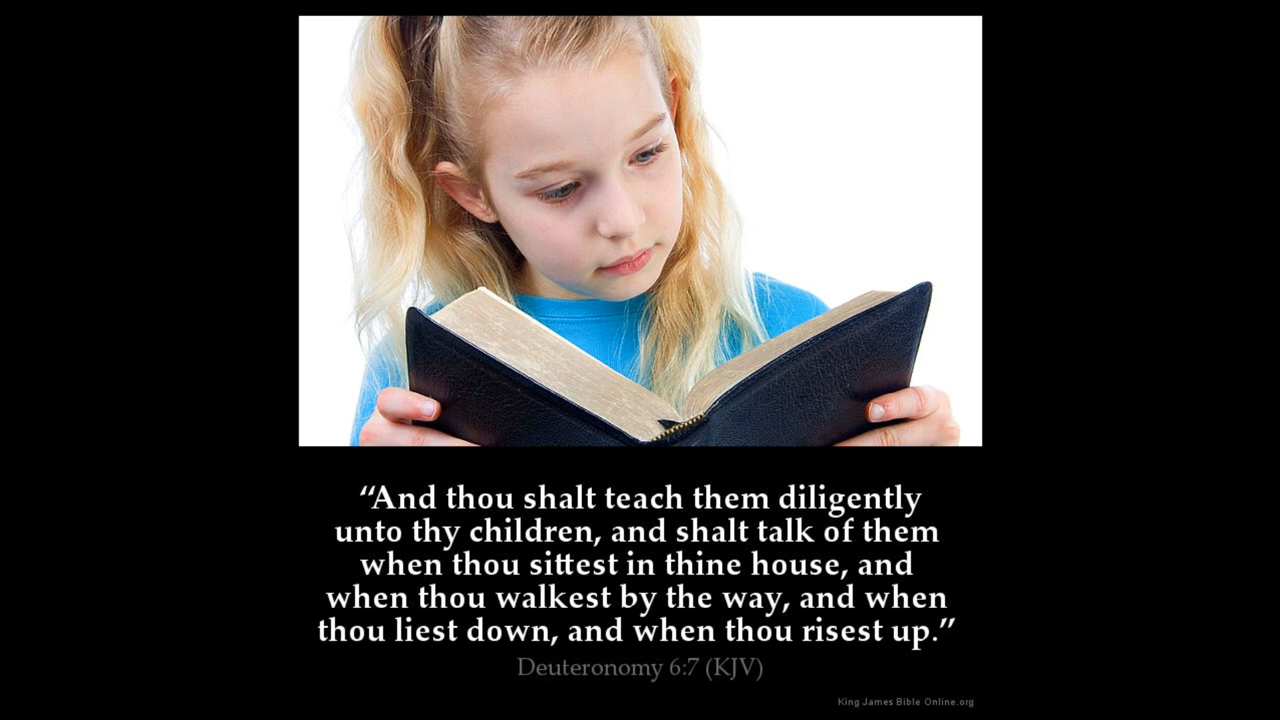 “And thou shalt teach them diligently
unto thy children, and shalt talk of them
when thou sittest in thine house, and
when thou walkest by the way, and when
thou liest down, and when thou risest up.”
Deuteronomy 6:7 (KJV)
King James Bible Online.org